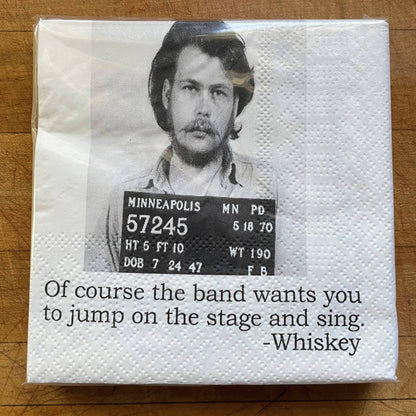 MINNEAPOLIS MN PD
57245 5 18 70
HT 5 FT 10 WT 190
DOB 7 24 47 F B
Of course the band wants you
to jump on the stage and sing.
-Whiskey